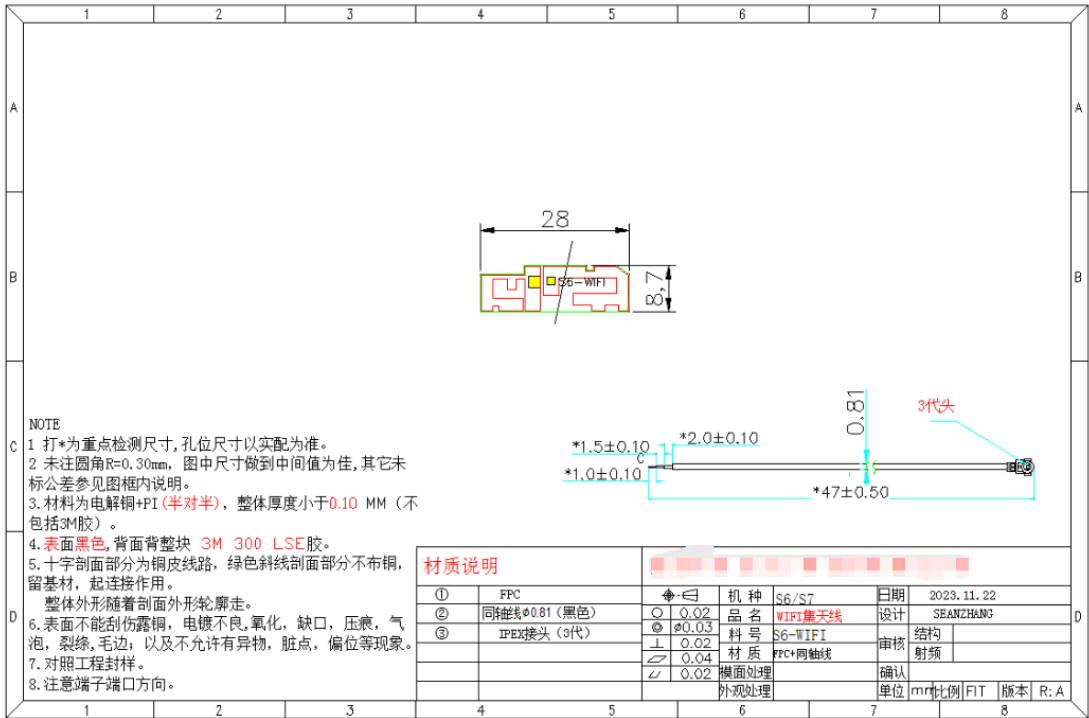 1 2 3 4 5 6 7 8
A A
28
S6-WIFI
8,7
B B
NOTE
1 打*为重点检测尺寸,孔位尺寸以实配为准。
2 未注圆角R=0.30mm, 图中尺寸做到中间值为佳,其它未
标公差参见图框内说明。
3.材料为电解铜+PI(半对半), 整体厚度小于0.10 MM (不
包括3M胶) 。
4.表面黑色,背面背整块 3M 300 LSE胶。
5.十字剖面部分为铜皮线路, 绿色斜线剖面部分不布铜,
留基材, 起连接作用。
整体外形随着剖面外形轮廓走。
6.表面不能刮伤露铜, 电镀不良,氧化, 缺口, 压痕, 气
泡, 裂缘,毛边; 以及不允许有异物, 脏点, 偏位等现象。
7.对照工程封样。
8.注意端子端口方向。
C C
0.81
3代头
*1.5±0.10
C
*2.0±0.10
*1.0±0.10
*47±0.50
D D
材质说明
① FPC
② 同轴线φ0.81 (黑色)
③ IPEX接头 (3代)
0.02
φ0.03
0.02
0.04
0.02
机 种 S6/S7 日期 2023.11.22
品 名 WIFI集天线 设计 SEANZHANG
料 号 S6-WIFI 审核 结构
材 质 FPC+同轴线 射频
模面处理 确认
外观处理 单位 mm 比例 FIT 版本 R:A
1 2 3 4 5 6 7 8